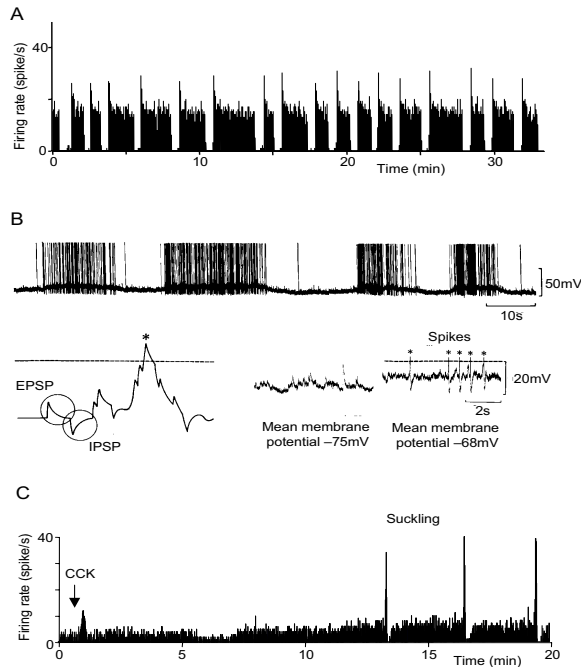 A
Firing rate (spike/s)
40
0
0 10 20 30
Time (min)
B
50mV
10s
*
EPSP
IPSP
Spikes
* * * * *
20mV
2s
Mean membrane
potential –75mV
Mean membrane
potential –68mV
C
Firing rate (spike/s)
40
0
CCK
Suckling
0 5 10 15 20
Time (min)